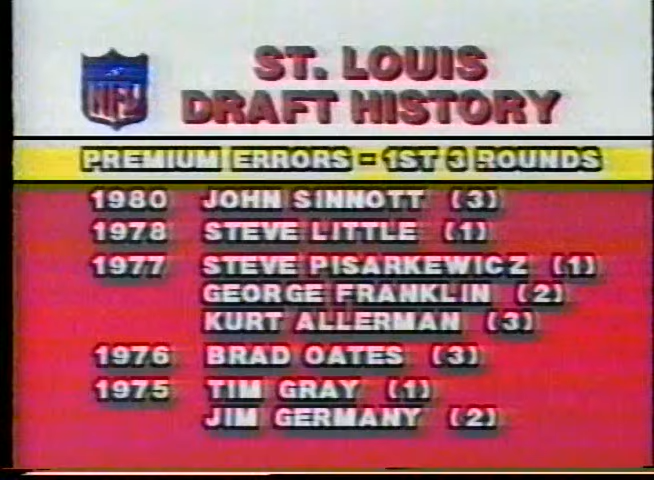 NFL
ST. LOUIS
DRAFT HISTORY
PREMIUM ERRORS - 1ST 3 ROUNDS
1980 JOHN SINNOTT (3)
1978 STEVE LITTLE (1)
1977 STEVE PISARKEWICZ (1)
GEORGE FRANKLIN (2)
KURT ALLERMAN (3)
1976 BRAD OATES (3)
1975 TIM GRAY (1)
JIM GERMANY (2)